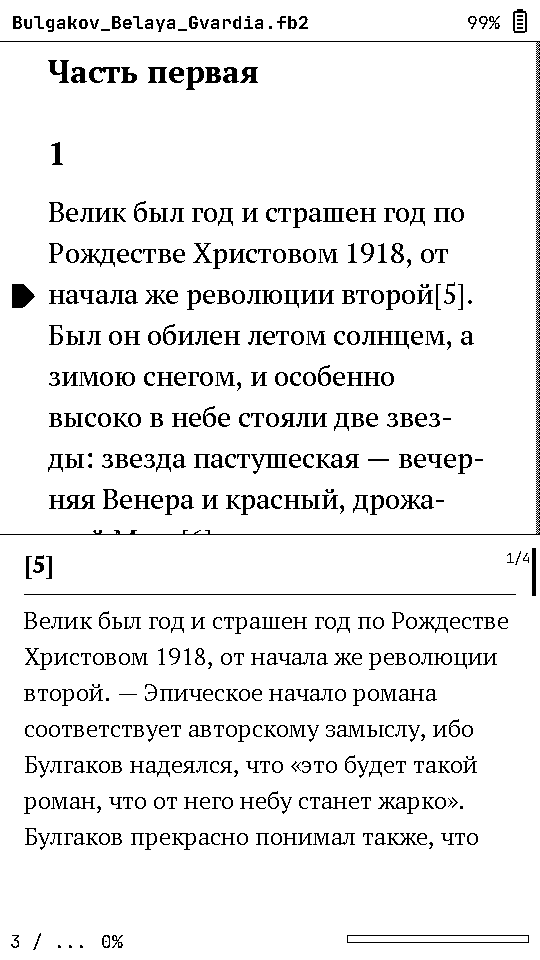 Bulgakov_Belaya_Gvardia.fb2 99%
Часть первая
1
Велик был год и страшен год по
Рождестве Христовом 1918, от
начала же революции второй[5].
Был он обилен летом солнцем, а
зимою снегом, и особенно
высоко в небе стояли две звез-
ды: звезда пастушеская — вечер-
няя Венера и красный, дрожа-
[5]
1/4
Велик был год и страшен год по Рождестве
Христовом 1918, от начала же революции
второй. — Эпическое начало романа
соответствует авторскому замыслу, ибо
Булгаков надеялся, что «это будет такой
роман, что от него небу станет жарко».
Булгаков прекрасно понимал также, что
3 / ... 0%